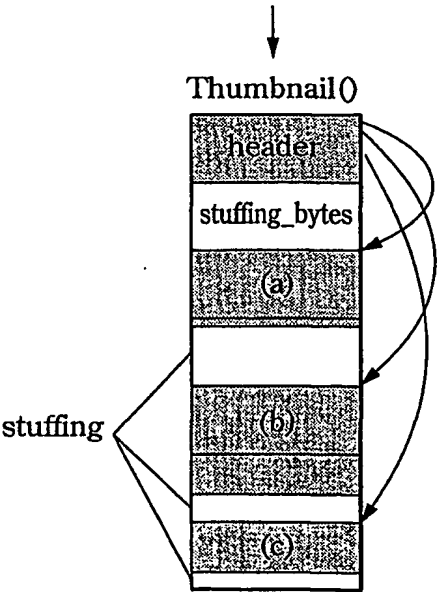 Thumbnail()
header
stuffing_bytes
(a)
(b)
stuffing
(c)